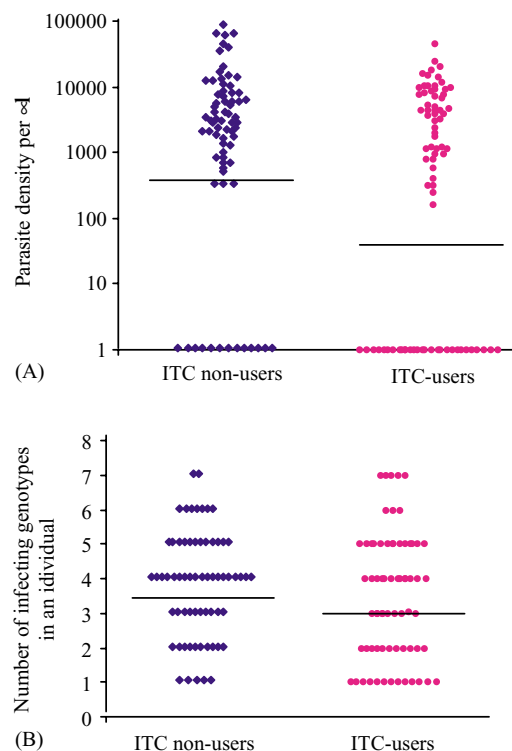 Parasite density per ∝l
100000
10000
1000
100
10
1
(A)
ITC non-users
ITC-users
Number of infecting genotypes
in an idividual
8
7
6
5
4
3
2
1
0
(B)
ITC non-users
ITC-users